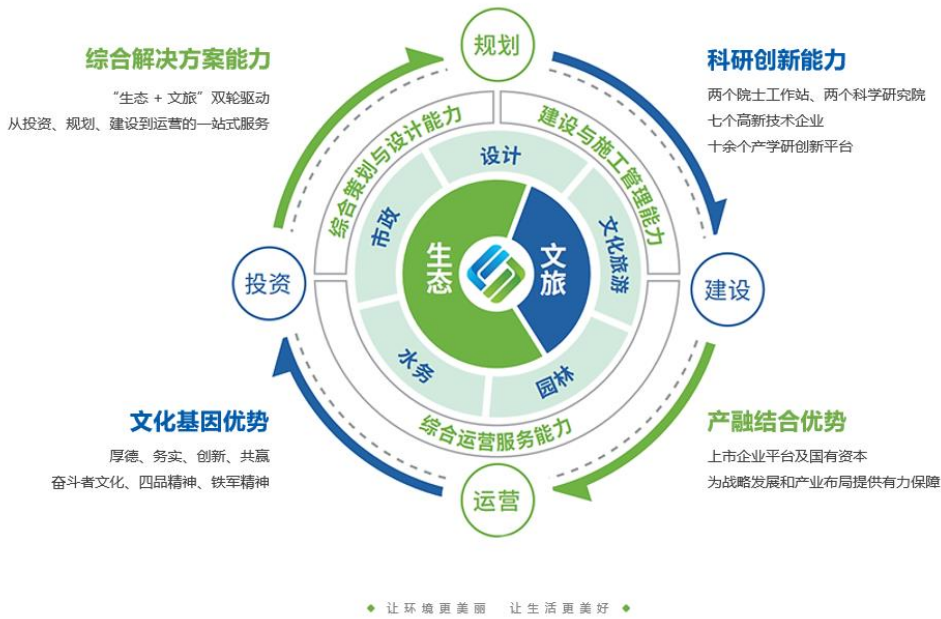 规划
综合解决方案能力
“生态 + 文旅”双轮驱动
从投资、规划、建设到运营的一站式服务
科研创新能力
两个院士工作站、两个科学研究院
七个高新技术企业
十余个产学研创新平台
综合策划与设计能力
建设与施工管理能力
设计
市政
文化旅游
生态
文旅
投资
建设
水务
园林
综合运营服务能力
文化基因优势
厚德、务实、创新、共赢
奋斗者文化、四品精神、铁军精神
产融结合优势
上市企业平台及国有资本
为战略发展和产业布局提供有力保障
运营
让环境更美丽 让生活更美好